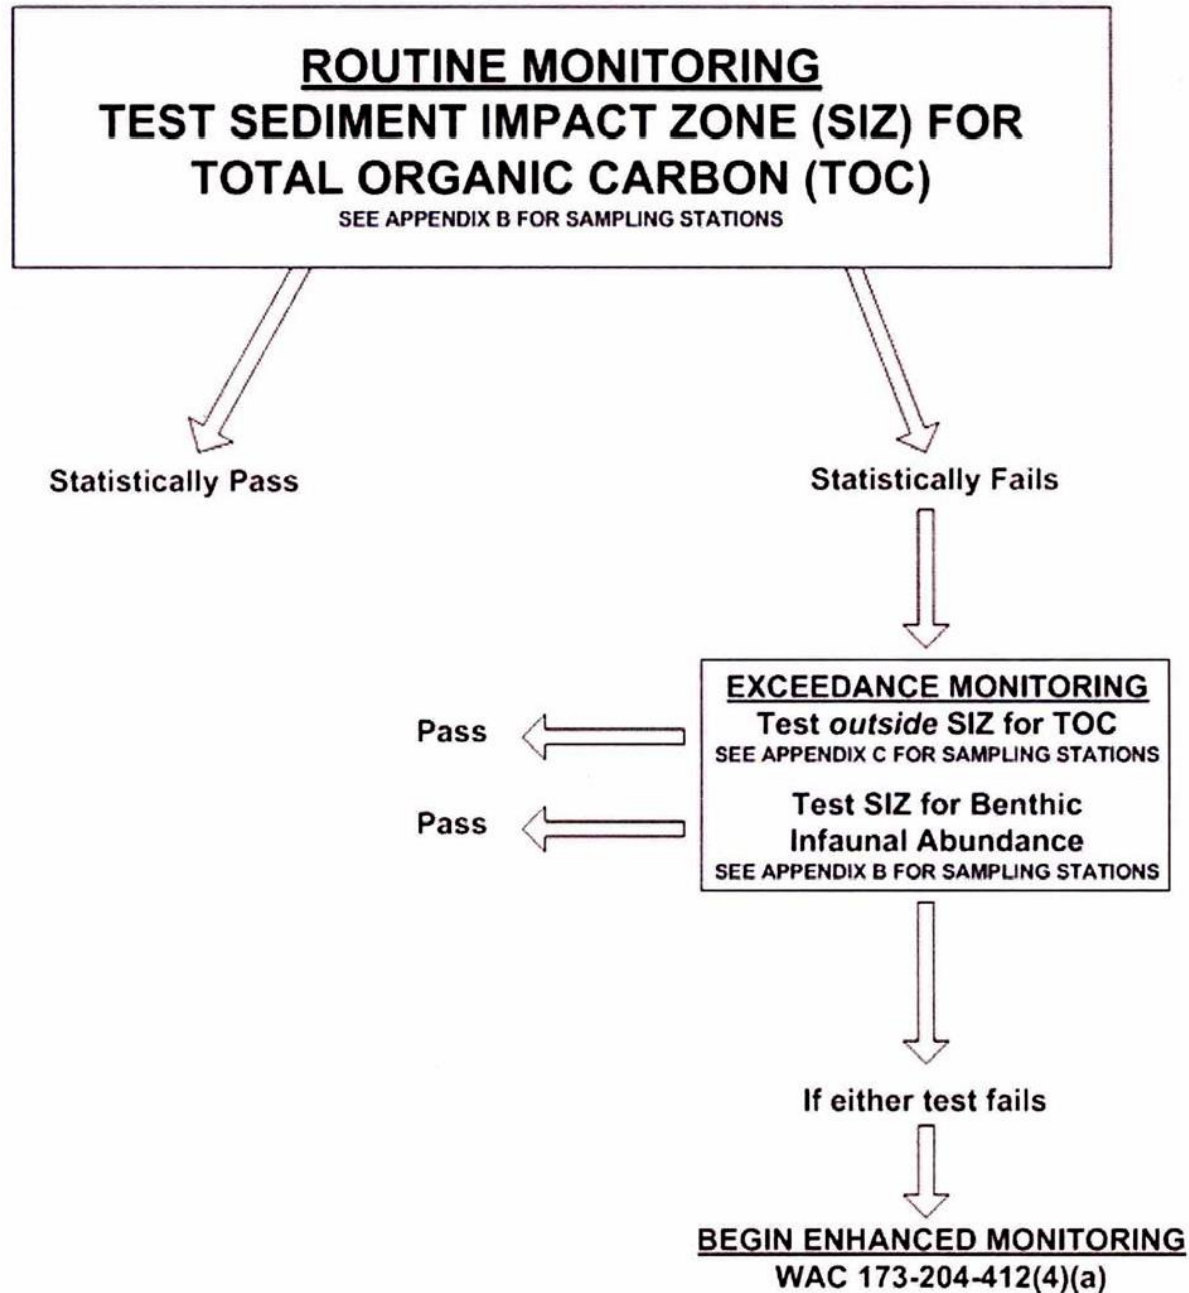 ROUTINE MONITORING
TEST SEDIMENT IMPACT ZONE (SIZ) FOR
TOTAL ORGANIC CARBON (TOC)
SEE APPENDIX B FOR SAMPLING STATIONS
Statistically Pass
Statistically Fails
EXCEEDANCE MONITORING
Test outside SIZ for TOC
SEE APPENDIX C FOR SAMPLING STATIONS
Pass
Test SIZ for Benthic
Infaunal Abundance
SEE APPENDIX B FOR SAMPLING STATIONS
Pass
If either test fails
BEGIN ENHANCED MONITORING
WAC 173-204-412(4)(a)